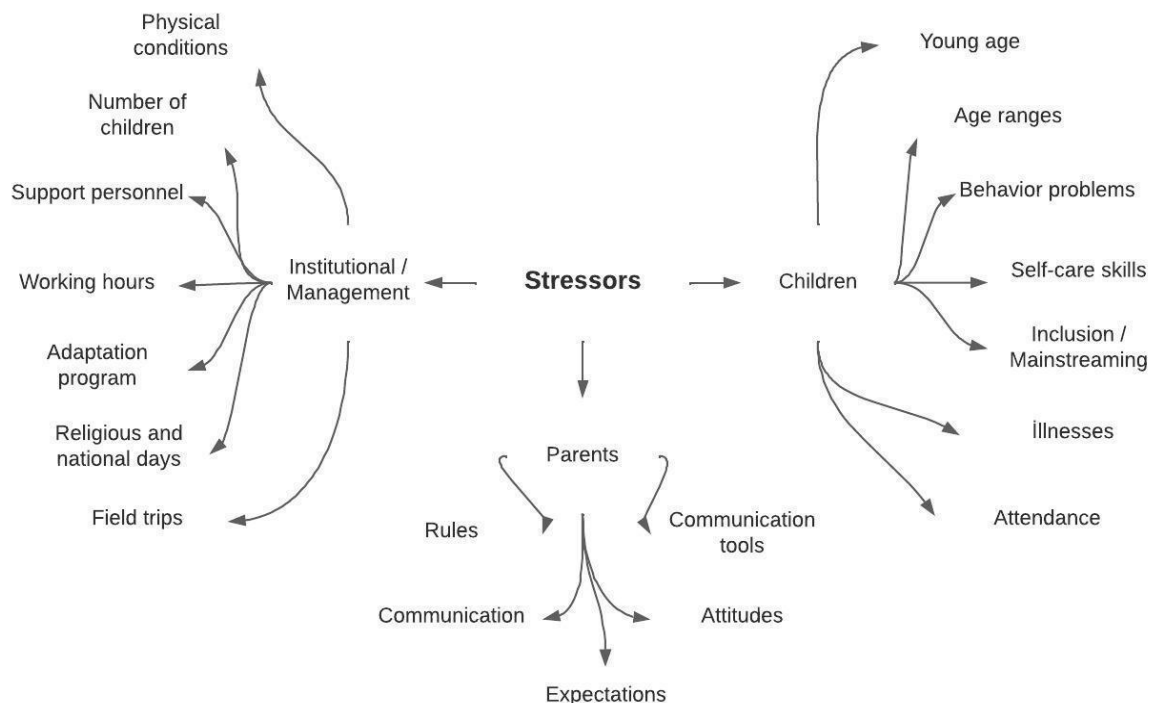 Physical
conditions
Number of
children
Support personnel
Working hours
Adaptation
program
Religious and
national days
Field trips
Institutional /
Management
Stressors
Children
Young age
Age ranges
Behavior problems
Self-care skills
Inclusion /
Mainstreaming
İllnesses
Attendance
Parents
Rules
Communication
tools
Communication
Attitudes
Expectations